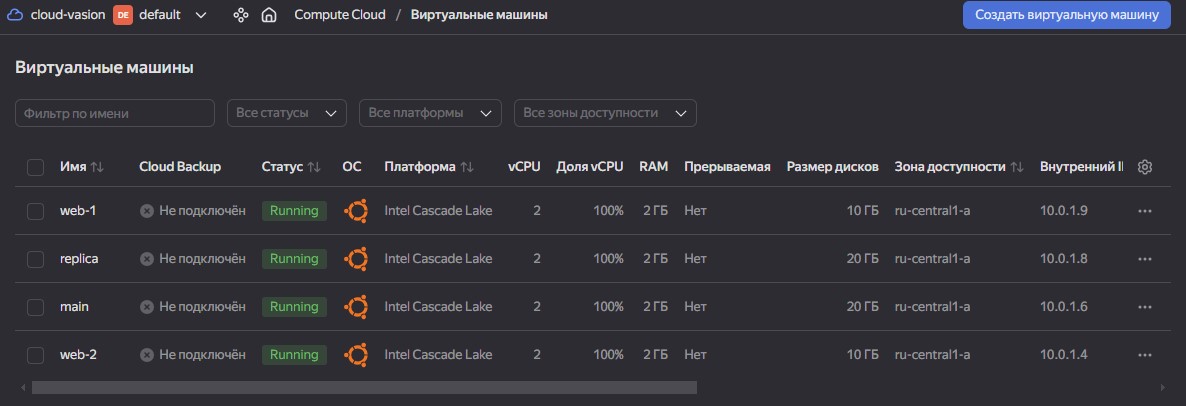 cloud-vasion DE default Compute Cloud / Виртуальные машины Создать виртуальную машину
Виртуальные машины
Фильтр по имени Все статусы Все платформы Все зоны доступности
Имя Cloud Backup Статус ОС Платформа vCPU Доля vCPU RAM Прерываемая Размер дисков Зона доступности Внутренний
web-1 Не подключён Running Intel Cascade Lake 2 100% 2 ГБ Нет 10 ГБ ru-central1-a 10.0.1.9
replica Не подключён Running Intel Cascade Lake 2 100% 2 ГБ Нет 20 ГБ ru-central1-a 10.0.1.8
main Не подключён Running Intel Cascade Lake 2 100% 2 ГБ Нет 20 ГБ ru-central1-a 10.0.1.6
web-2 Не подключён Running Intel Cascade Lake 2 100% 2 ГБ Нет 10 ГБ ru-central1-a 10.0.1.4